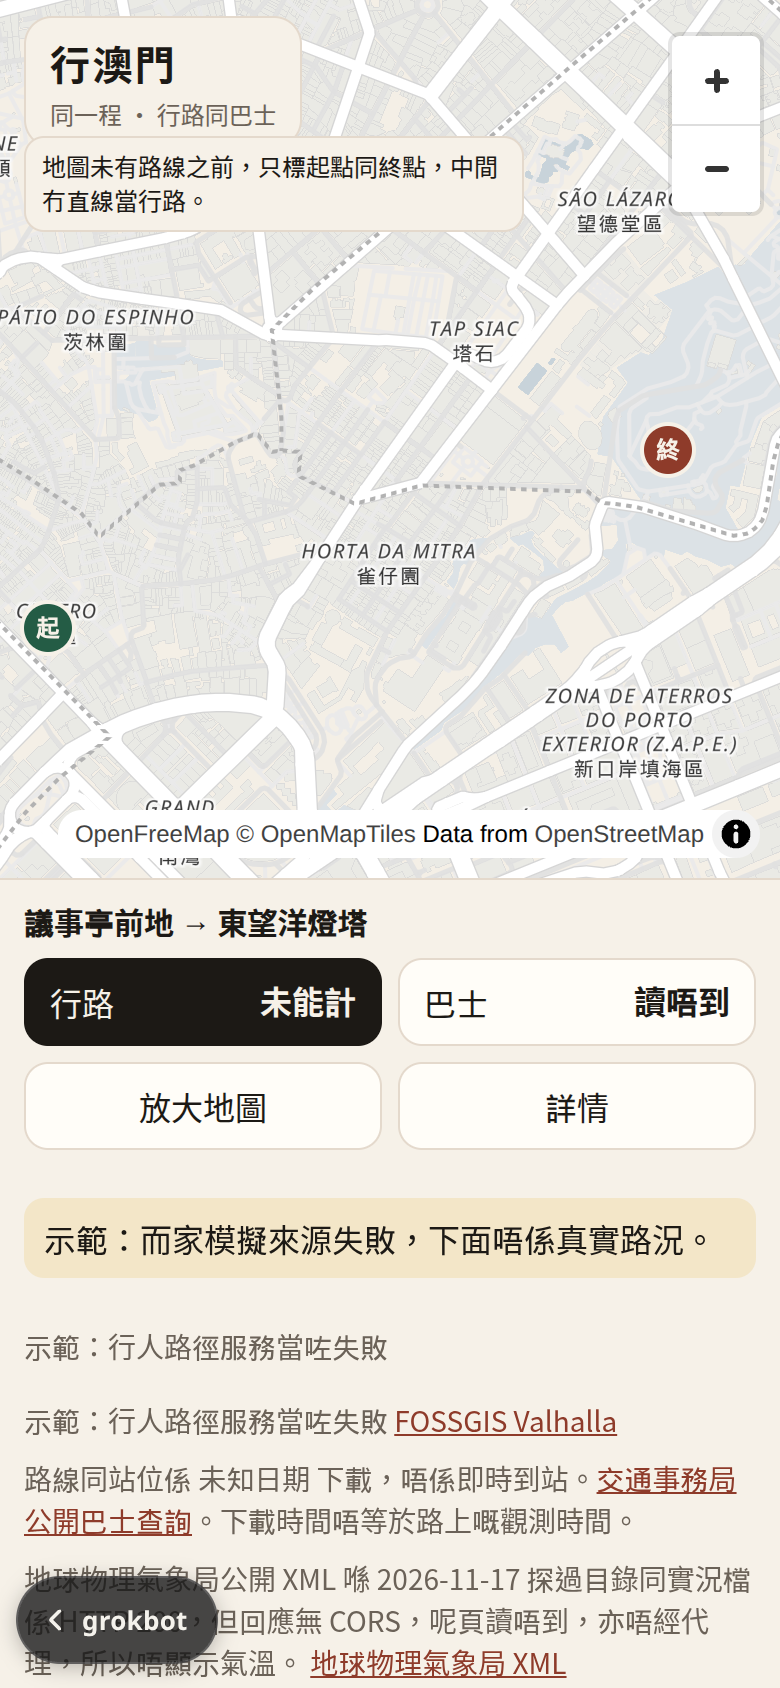 行澳門
同一程 · 行路同巴士
地圖未有路線之前，只標起點同終點，中間
冇直線當行路。
+
−
SÃO LÁZARO
望德堂區
PÁTIO DO ESPINHO
茨林圍
TAP SIAC
塔石
終
HORTA DA MITRA
雀仔園
起
ZONA DE ATERROS
DO PORTO
EXTERIOR (Z.A.P.E.)
新口岸填海區
GRAND
南灣
OpenFreeMap © OpenMapTiles Data from OpenStreetMap
議事亭前地 → 東望洋燈塔
行路 未能計
巴士 讀唔到
放大地圖
詳情
示範：而家模擬來源失敗，下面唔係真實路況。
示範：行人路徑服務當咗失敗
示範：行人路徑服務當咗失敗 FOSSGIS Valhalla
路線同站位係 未知日期 下載，唔係即時到站。交通事務局
公開巴士查詢。下載時間唔等於路上嘅觀測時間。
地球物理氣象局公開 XML 喺 2026-11-17 探過目錄同實況檔
係 HTTP，但回應無 CORS，呢頁讀唔到，亦唔經代
理，所以唔顯示氣溫。 地球物理氣象局 XML
grokbot